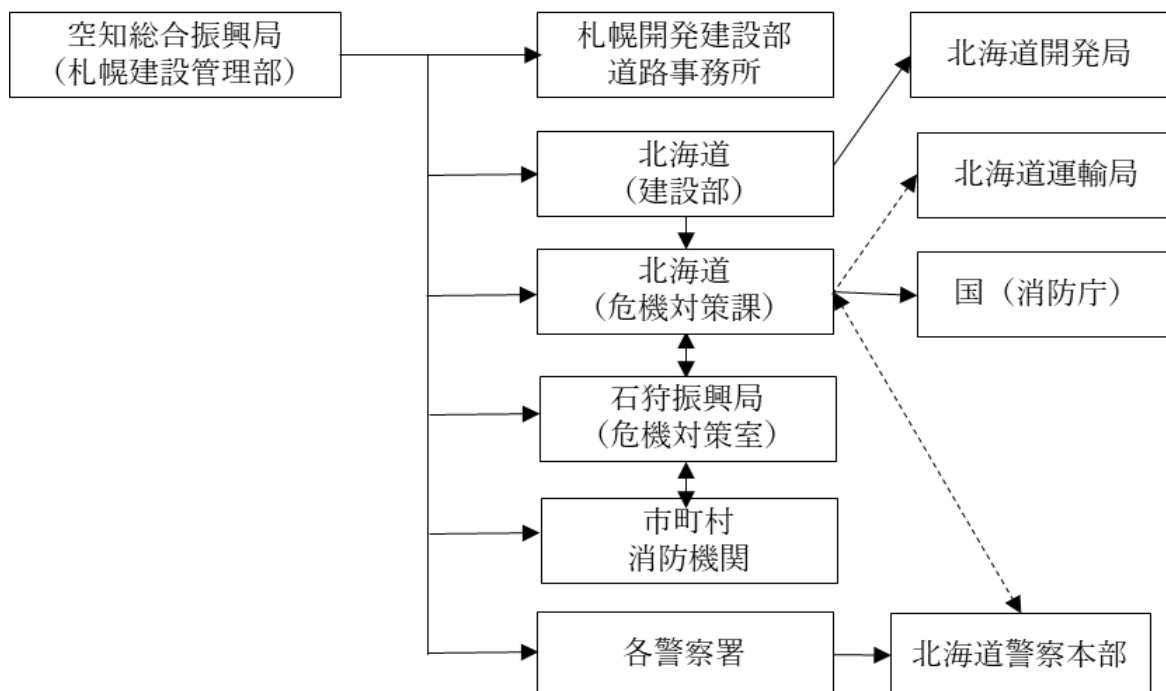 空知総合振興局
（札幌建設管理部）
札幌開発建設部
道路事務所
北海道開発局
北海道
（建設部）
北海道運輸局
北海道
（危機対策課）
国（消防庁）
石狩振興局
（危機対策室）
市町村
消防機関
各警察署
北海道警察本部